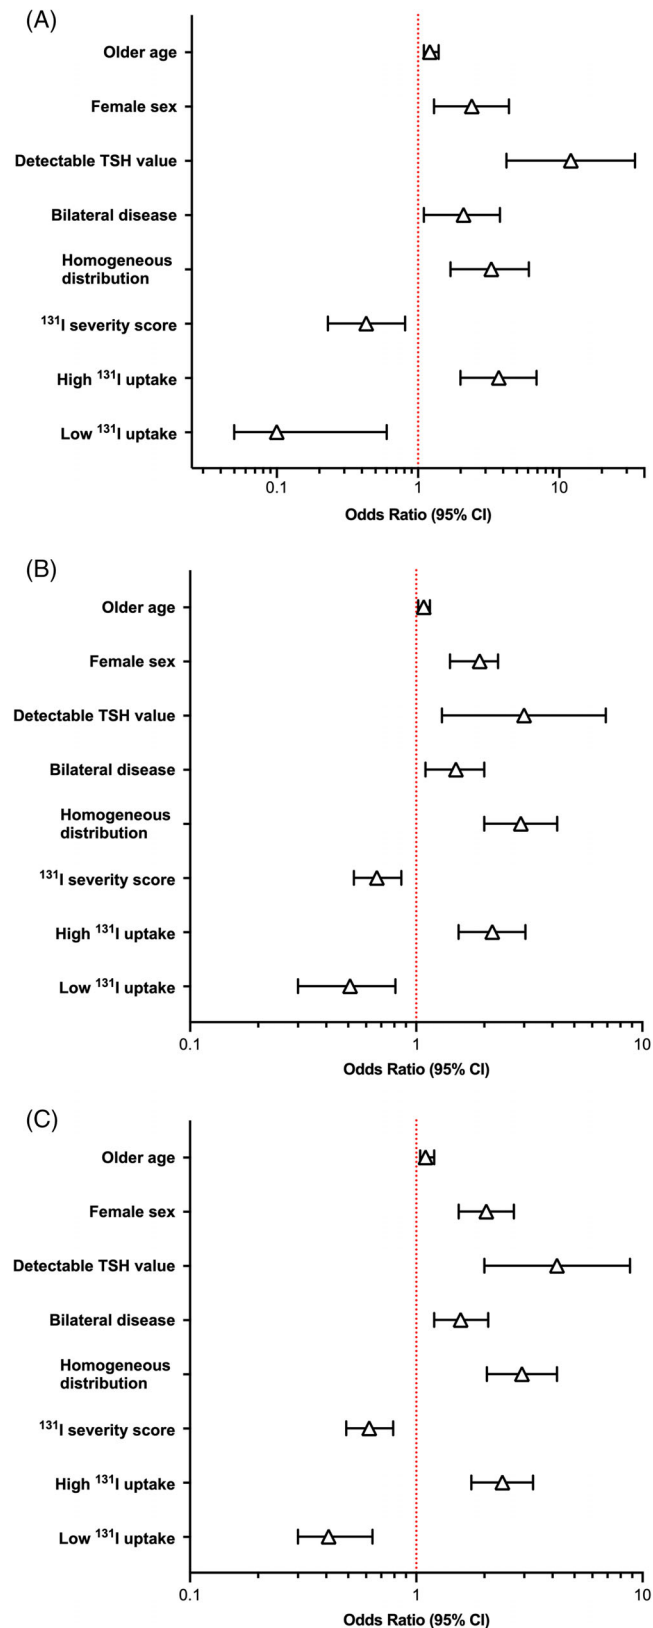 (A)
Older age
Female sex
Detectable TSH value
Bilateral disease
Homogeneous
distribution
¹³¹I severity score
High ¹³¹I uptake
Low ¹³¹I uptake
0.1 1 10
Odds Ratio (95% CI)
(B)
Older age
Female sex
Detectable TSH value
Bilateral disease
Homogeneous
distribution
¹³¹I severity score
High ¹³¹I uptake
Low ¹³¹I uptake
0.1 1 10
Odds Ratio (95% CI)
(C)
Older age
Female sex
Detectable TSH value
Bilateral disease
Homogeneous
distribution
¹³¹I severity score
High ¹³¹I uptake
Low ¹³¹I uptake
0.1 1 10
Odds Ratio (95% CI)